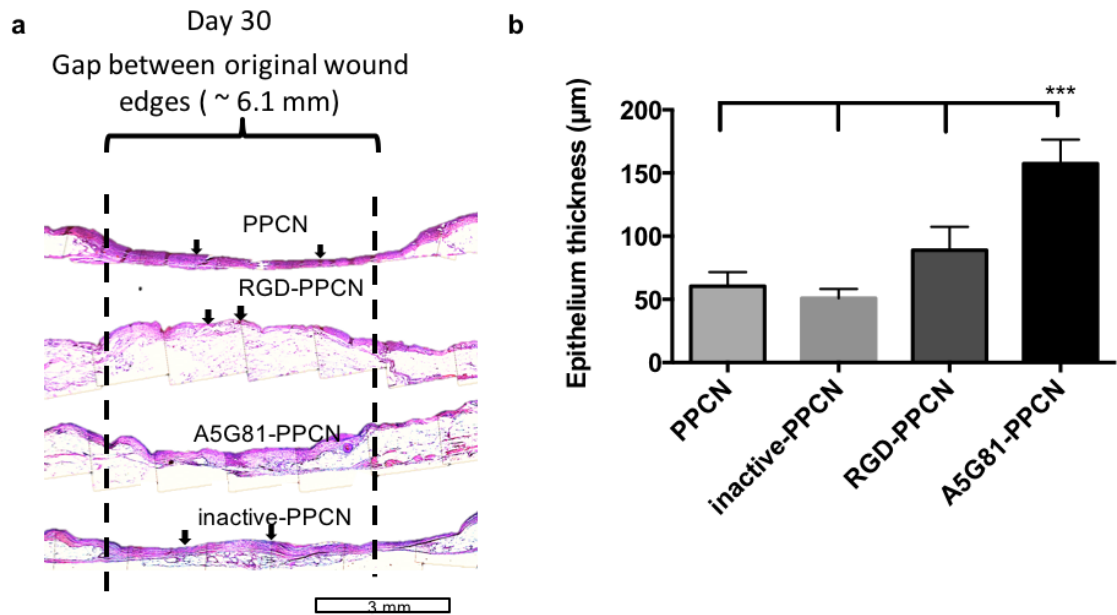 a
Day 30
Gap between original wound
edges ( ~ 6.1 mm)
PPCN
RGD-PPCN
A5G81-PPCN
inactive-PPCN
3 mm
b
***
Epithelium thickness (µm)
200
150
100
50
0
PPCN
inactive-PPCN
RGD-PPCN
A5G81-PPCN